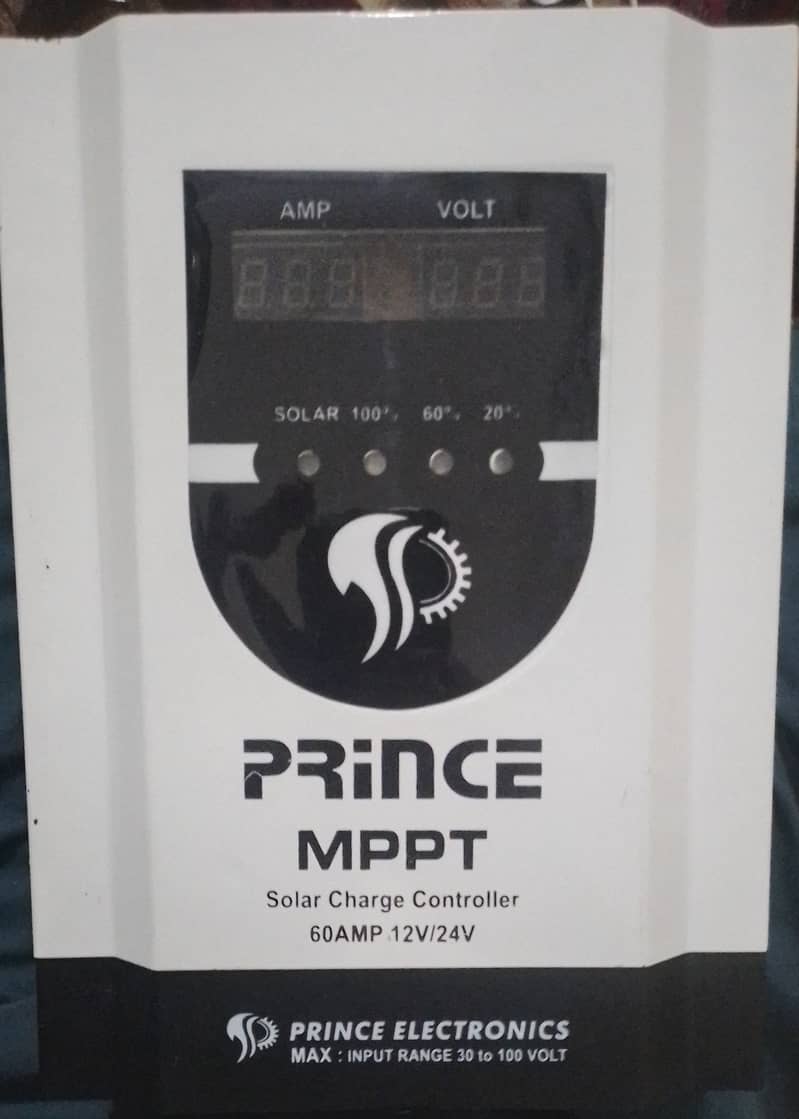 AMP VOLT
SOLAR 100% 60% 20%
PRiNCE
MPPT
Solar Charge Controller
60AMP 12V/24V
PRINCE ELECTRONICS
MAX : INPUT RANGE 30 to 100 VOLT